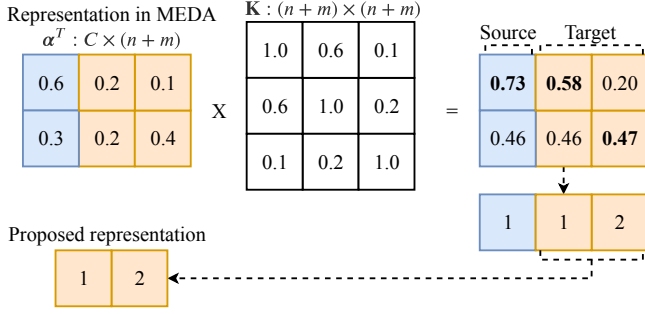 Representation in MEDA
α^T : C × (n + m)
0.6 0.2 0.1
0.3 0.2 0.4
X
K : (n + m) × (n + m)
1.0 0.6 0.1
0.6 1.0 0.2
0.1 0.2 1.0
=
Source Target
0.73 0.58 0.20
0.46 0.46 0.47
1 1 2
Proposed representation
1 2